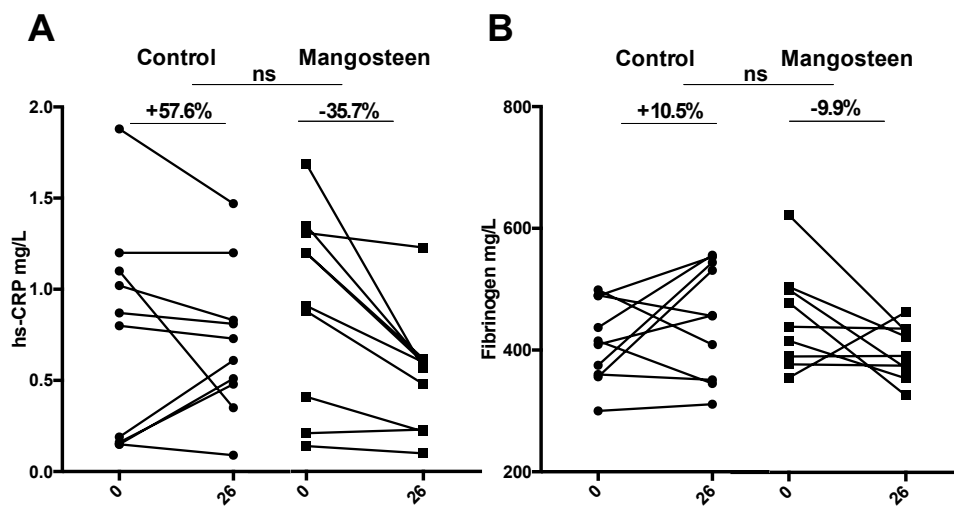 A
Control
Mangosteen
ns
+57.6%
-35.7%
hs-CRP mg/L
2.0
1.5
1.0
0.5
0.0
0
26
0
26
B
Control
Mangosteen
ns
+10.5%
-9.9%
Fibrinogen mg/L
800
600
400
200
0
26
0
26